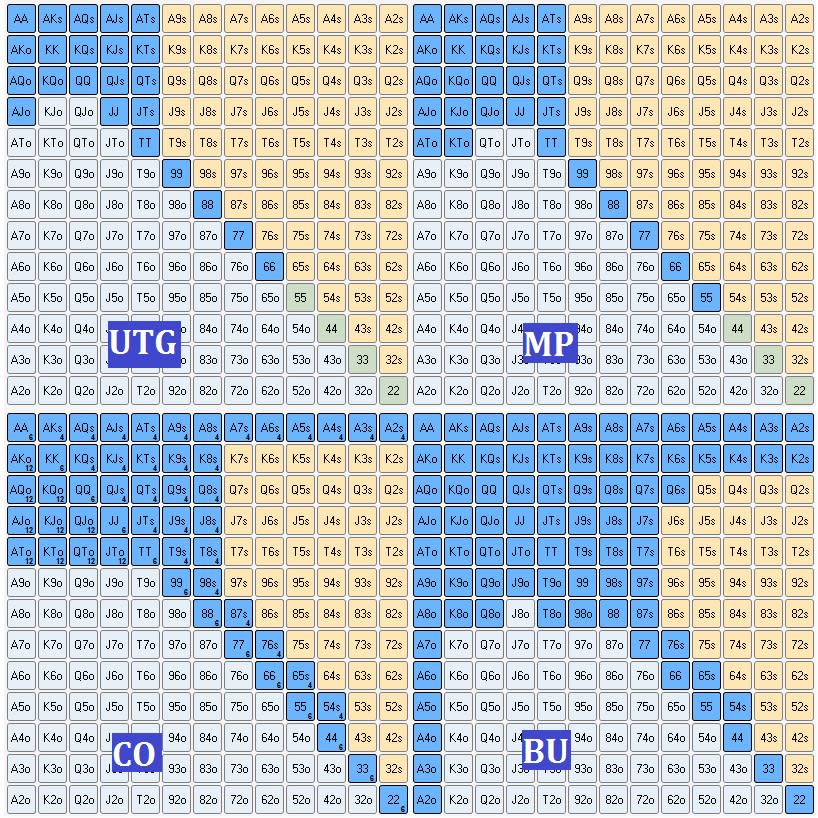 AA AKs AQs AJs ATs A9s A8s A7s A6s A5s A4s A3s A2s
AKo KK KQs KJs KTs K9s K8s K7s K6s K5s K4s K3s K2s
AQo KQo QQ QJs QTs Q9s Q8s Q7s Q6s Q5s Q4s Q3s Q2s
AJo KJo QJo JJ JTs J9s J8s J7s J6s J5s J4s J3s J2s
ATo KTo QTo JTo TT T9s T8s T7s T6s T5s T4s T3s T2s
A9o K9o Q9o J9o T9o 99 98s 97s 96s 95s 94s 93s 92s
A8o K8o Q8o J8o T8o 98o 88 87s 86s 85s 84s 83s 82s
A7o K7o Q7o J7o T7o 97o 87o 77 76s 75s 74s 73s 72s
A6o K6o Q6o J6o T6o 96o 86o 76o 66 65s 64s 63s 62s
A5o K5o Q5o J5o T5o 95o 85o 75o 65o 55 54s 53s 52s
A4o K4o Q4o 84o 74o 64o 54o 44 43s 42s
UTG
A3o K3o Q3o 83o 73o 63o 53o 43o 33 32s
A2o K2o Q2o J2o T2o 92o 82o 72o 62o 52o 42o 32o 22
AA AKs AQs AJs ATs A9s A8s A7s A6s A5s A4s A3s A2s
AKo KK KQs KJs KTs K9s K8s K7s K6s K5s K4s K3s K2s
AQo KQo QQ QJs QTs Q9s Q8s Q7s Q6s Q5s Q4s Q3s Q2s
AJo KJo QJo JJ JTs J9s J8s J7s J6s J5s J4s J3s J2s
ATo KTo QTo JTo TT T9s T8s T7s T6s T5s T4s T3s T2s
A9o K9o Q9o J9o T9o 99 98s 97s 96s 95s 94s 93s 92s
A8o K8o Q8o J8o T8o 98o 88 87s 86s 85s 84s 83s 82s
A7o K7o Q7o J7o T7o 97o 87o 77 76s 75s 74s 73s 72s
A6o K6o Q6o J6o T6o 96o 86o 76o 66 65s 64s 63s 62s
A5o K5o Q5o J5o T5o 95o 85o 75o 65o 55 54s 53s 52s
A4o K4o Q4o 84o 74o 64o 54o 44 43s 42s
MP
A3o K3o Q3o 93o 83o 73o 63o 53o 43o 33 32s
A2o K2o Q2o J2o T2o 92o 82o 72o 62o 52o 42o 32o 22
AA 6 AKs 4 AQs 4 AJs 4 ATs 4 A9s 4 A8s 4 A7s 4 A6s 4 A5s 4 A4s 4 A3s 4 A2s 4
AKo 12 KK 6 KQs 4 KJs 4 KTs 4 K9s 4 K8s 4 K7s K6s K5s K4s K3s K2s
AQo 12 KQo 12 QQ 6 QJs 4 QTs 4 Q9s 4 Q8s 4 Q7s Q6s Q5s Q4s Q3s Q2s
AJo 12 KJo 12 QJo 12 JJ 6 JTs 4 J9s 4 J8s 4 J7s J6s J5s J4s J3s J2s
ATo 12 KTo 12 QTo 12 JTo 12 TT 6 T9s 4 T8s 4 T7s T6s T5s T4s T3s T2s
A9o K9o Q9o J9o T9o 99 6 98s 4 97s 96s 95s 94s 93s 92s
A8o K8o Q8o J8o T8o 98o 88 6 87s 4 86s 85s 84s 83s 82s
A7o K7o Q7o J7o T7o 97o 87o 77 6 76s 4 75s 74s 73s 72s
A6o K6o Q6o J6o T6o 96o 86o 76o 66 6 65s 4 64s 63s 62s
A5o K5o Q5o J5o T5o 95o 85o 75o 65o 55 6 54s 4 53s 52s
A4o K4o Q4o 94o 84o 74o 64o 54o 44 6 43s 42s
CO
A3o K3o Q3o 93o 83o 73o 63o 53o 43o 33 6 32s
A2o K2o Q2o J2o T2o 92o 82o 72o 62o 52o 42o 32o 22 6
AA AKs AQs AJs ATs A9s A8s A7s A6s A5s A4s A3s A2s
AKo KK KQs KJs KTs K9s K8s K7s K6s K5s K4s K3s K2s
AQo KQo QQ QJs QTs Q9s Q8s Q7s Q6s Q5s Q4s Q3s Q2s
AJo KJo QJo JJ JTs J9s J8s J7s J6s J5s J4s J3s J2s
ATo KTo QTo JTo TT T9s T8s T7s T6s T5s T4s T3s T2s
A9o K9o Q9o J9o T9o 99 98s 97s 96s 95s 94s 93s 92s
A8o K8o Q8o J8o T8o 98o 88 87s 86s 85s 84s 83s 82s
A7o K7o Q7o J7o T7o 97o 87o 77 76s 75s 74s 73s 72s
A6o K6o Q6o J6o T6o 96o 86o 76o 66 65s 64s 63s 62s
A5o K5o Q5o J5o T5o 95o 85o 75o 65o 55 54s 53s 52s
A4o K4o Q4o 94o 84o 74o 64o 54o 44 43s 42s
BU
A3o K3o Q3o 93o 83o 73o 63o 53o 43o 33 32s
A2o K2o Q2o J2o T2o 92o 82o 72o 62o 52o 42o 32o 22